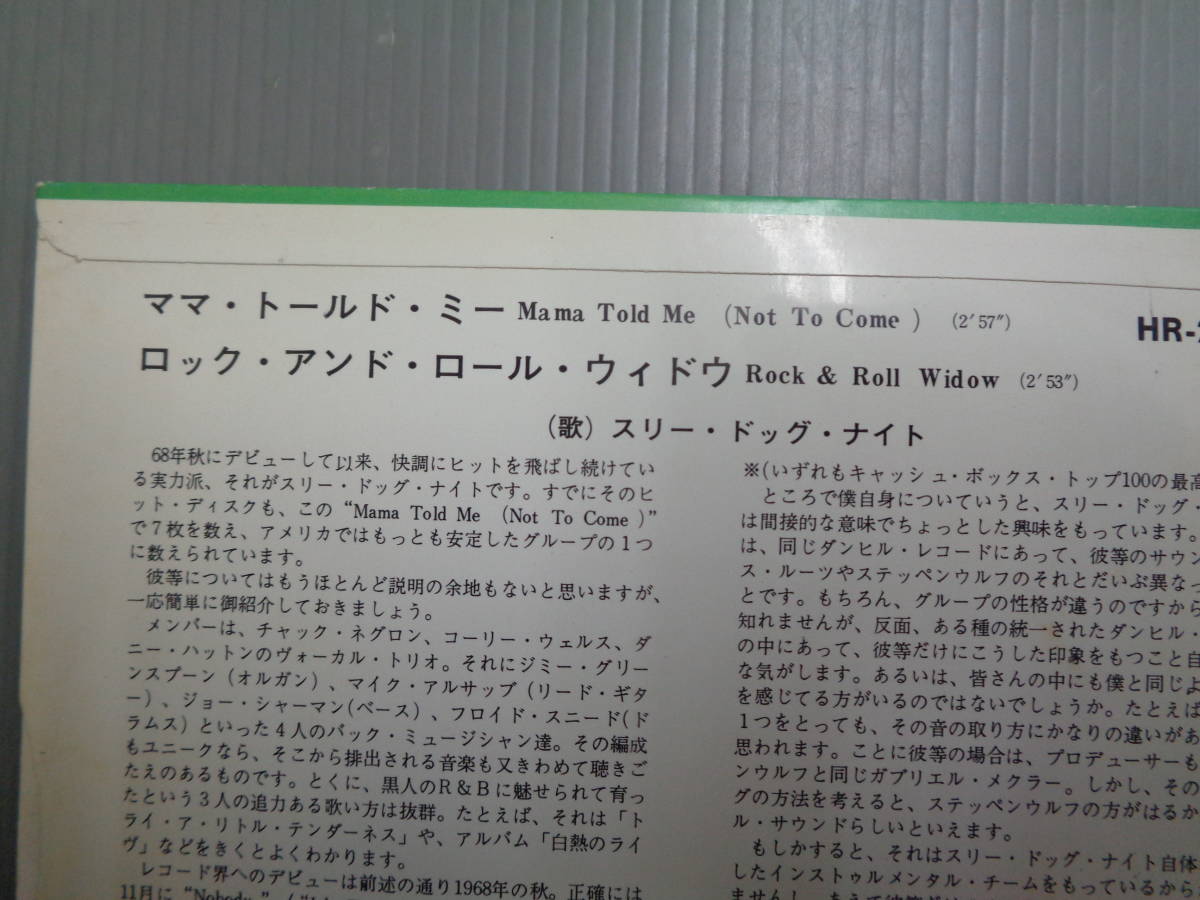 ママ・トールド・ミー Mama Told Me (Not To Come) (2′57″)
HR-
ロック・アンド・ロール・ウィドウ Rock & Roll Widow (2′53″)
(歌) スリー・ドッグ・ナイト
68年秋にデビューして以来、快調にヒットを飛ばし続けてい
る実力派、それがスリー・ドッグ・ナイトです。すでにそのヒ
ット・ディスクも、この “Mama Told Me (Not To Come)”
で7枚を数え、アメリカではもっとも安定したグループの1つ
に数えられています。
彼等についてはもうほとんど説明の余地もないと思いますが、
一応簡単に御紹介しておきましょう。
メンバーは、チャック・ネグロン、コーリー・ウェルス、ダ
ニー・ハットンのヴォーカル・トリオ。それにジミー・グリー
ンスプーン (オルガン)、マイク・アルサップ (リード・ギタ
ー)、ジョー・シャーマン(ベース)、フロイド・スニード(ド
ラムス) といった4人のバック・ミュージシャン達。その編成
もユニークなら、そこから排出される音楽も又きわめて聴きご
たえのあるものです。とくに、黒人のR&Bに魅せられて育っ
たという3人の迫力ある歌い方は抜群。たとえば、それは「ト
ライ・ア・リトル・テンダーネス」や、アルバム「白熱のライ
ヴ」などをきくとよくわかります。
レコード界へのデビューは前述の通り1968年の秋。正確には
11月に “Nobody”
※(いずれもキャッシュ・ボックス・トップ100の最高
ところで僕自身についていうと、スリー・ドッグ・
は間接的な意味でちょっとした興味をもっています。
は、同じダンヒル・レコードにあって、彼等のサウン
ス・ルーツやステッペンウルフのそれとだいぶ異なっ
とです。もちろん、グループの性格が違うのですから
知れませんが、反面、ある種の統一されたダンヒル・
の中にあって、彼等だけにこうした印象をもつこと自
な気がします。あるいは、皆さんの中にも僕と同じよ
を感じてる方がいるのではないでしょうか。たとえば
1つをとっても、その音の取り方にかなりの違いがあ
思われます。ことに彼等の場合は、プロデューサーも
ンウルフと同じガブリエル・メクラー。しかし、その
グの方法を考えると、ステッペンウルフの方がはるか
ル・サウンドらしいといえます。
もしかすると、それはスリー・ドッグ・ナイト自体
したインストゥルメンタル・チームをもっているから
ませんし、あえて彼等が